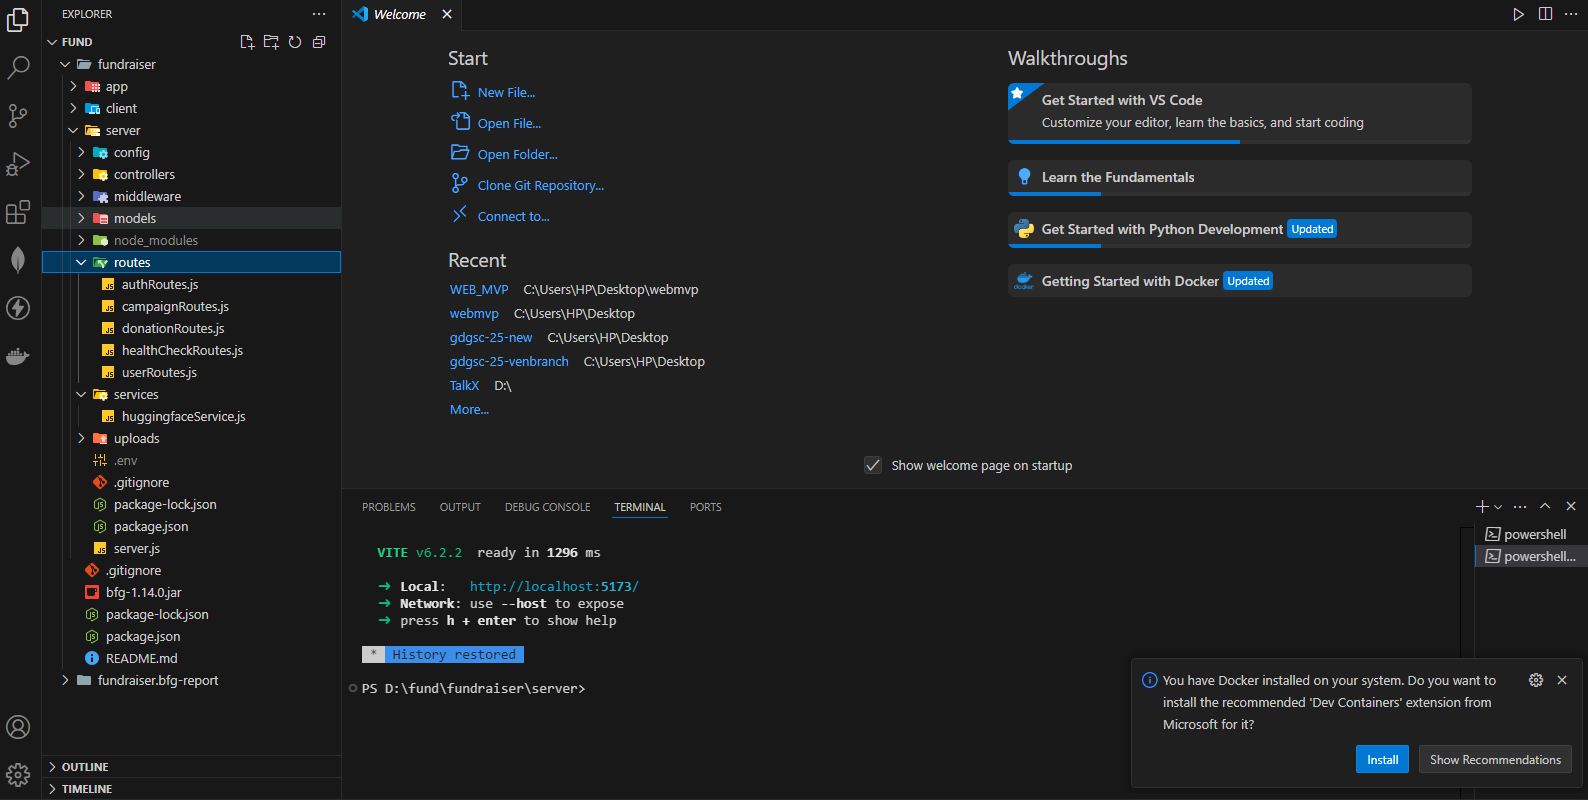 EXPLORER
FUND
fundraiser
app
client
server
config
controllers
middleware
models
node_modules
routes
authRoutes.js
campaignRoutes.js
donationRoutes.js
healthCheckRoutes.js
userRoutes.js
services
huggingfaceService.js
uploads
.env
.gitignore
package-lock.json
package.json
server.js
.gitignore
bfg-1.14.0.jar
package-lock.json
package.json
README.md
fundraiser.bfg-report
OUTLINE
TIMELINE
Welcome
Start
New File...
Open File...
Open Folder...
Clone Git Repository...
Connect to...
Recent
WEB_MVP C:\Users\HP\Desktop\webmvp
webmvp C:\Users\HP\Desktop
gdgsc-25-new C:\Users\HP\Desktop
gdgsc-25-venbranch C:\Users\HP\Desktop
TalkX D:\
More...
Walkthroughs
Get Started with VS Code
Customize your editor, learn the basics, and start coding
Learn the Fundamentals
Get Started with Python Development Updated
Getting Started with Docker Updated
Show welcome page on startup
PROBLEMS OUTPUT DEBUG CONSOLE TERMINAL PORTS
VITE v6.2.2 ready in 1296 ms
➜ Local: http://localhost:5173/
➜ Network: use --host to expose
➜ press h + enter to show help
* History restored
PS D:\fund\fundraiser\server>
powershell
powershell...
You have Docker installed on your system. Do you want to
install the recommended 'Dev Containers' extension from
Microsoft for it?
Install Show Recommendations